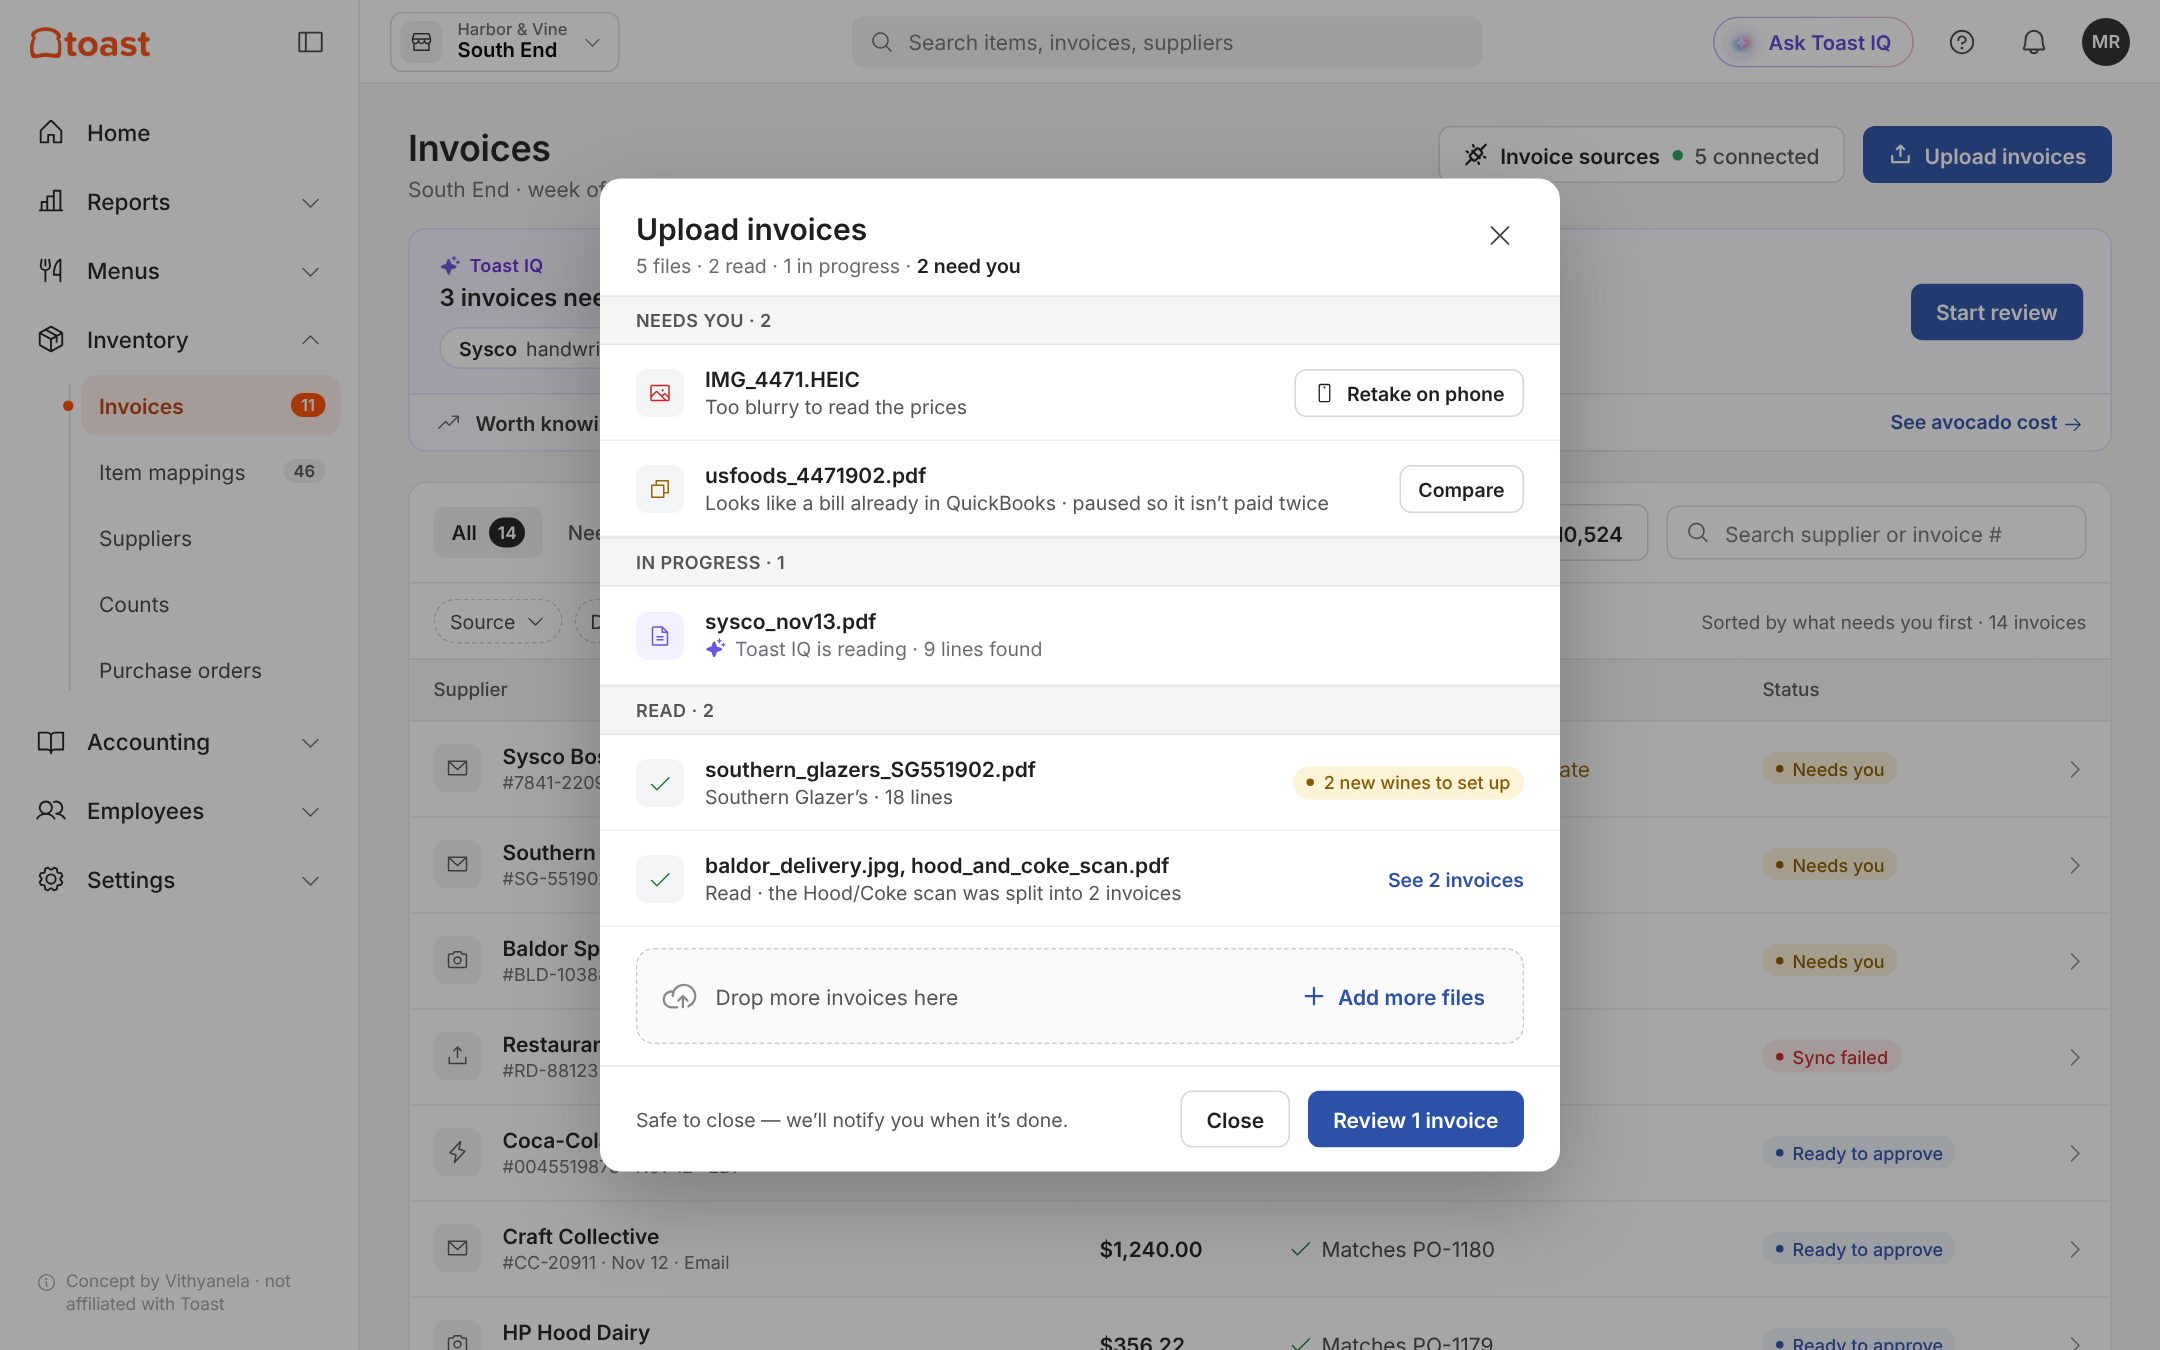 toast
Harbor & Vine
South End
Search items, invoices, suppliers
Ask Toast IQ
MR
Home
Reports
Menus
Inventory
Invoices 11
Item mappings 46
Suppliers
Counts
Purchase orders
Accounting
Employees
Settings
Concept by Vithyanela · not
affiliated with Toast
Invoices
South End · week of
Invoice sources 5 connected
Upload invoices
Toast IQ
3 invoices nee
Sysco handwri
Start review
Worth knowi
See avocado cost →
All 14
Nee
10,524
Search supplier or invoice #
Source
D
Sorted by what needs you first · 14 invoices
Supplier
Status
Sysco Bos
#7841-2209
ate
Needs you
Southern
#SG-55190
Needs you
Baldor Sp
#BLD-1038
Needs you
Restauran
#RD-88123
Sync failed
Coca-Col
#004551987
Ready to approve
Craft Collective
#CC-20911 · Nov 12 · Email
$1,240.00
Matches PO-1180
Ready to approve
HP Hood Dairy
$356.22
Matches PO-1179
Ready to approve
Upload invoices
5 files · 2 read · 1 in progress · 2 need you
NEEDS YOU · 2
IMG_4471.HEIC
Too blurry to read the prices
Retake on phone
usfoods_4471902.pdf
Looks like a bill already in QuickBooks · paused so it isn’t paid twice
Compare
IN PROGRESS · 1
sysco_nov13.pdf
Toast IQ is reading · 9 lines found
READ · 2
southern_glazers_SG551902.pdf
Southern Glazer’s · 18 lines
2 new wines to set up
baldor_delivery.jpg, hood_and_coke_scan.pdf
Read · the Hood/Coke scan was split into 2 invoices
See 2 invoices
Drop more invoices here
Add more files
Safe to close — we’ll notify you when it’s done.
Close
Review 1 invoice